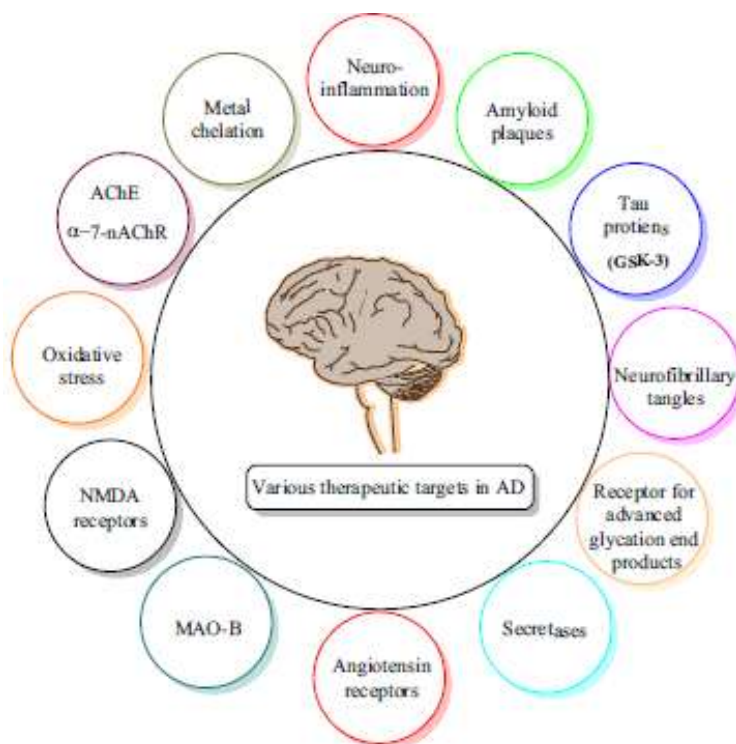 Neuro-
inflammation
Amyloid
plaques
Tau
protiens
(GSK-3)
Neurofibrillary
tangles
Receptor for
advanced
glycation end
products
Secretases
Angiotensin
receptors
MAO-B
NMDA
receptors
Oxidative
stress
AChE
α−7-nAChR
Metal
chelation
Various therapeutic targets in AD